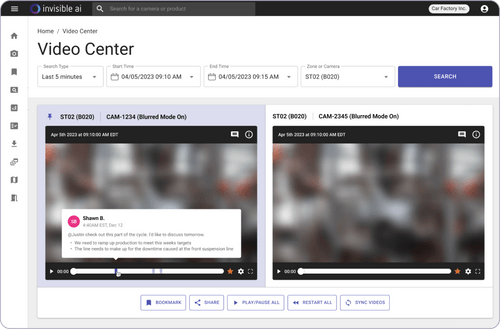 invisible ai
Search for a camera or product
Car Factory Inc.
Home / Video Center
Video Center
Search Type
Last 5 minutes
Start Time
04/05/2023 09:10 AM
End Time
04/05/2023 09:15 AM
Zone or Camera
ST02 (B020)
SEARCH
ST02 (B020) CAM-1234 (Blurred Mode On)
Apr 5th 2023 at 09:10:00 AM EDT
SB
Shawn B.
9:40AM EST, Dec 12
@Justin check out this part of the cycle. I'd like to discuss tomorrow.
• We need to ramp up production to meet this weeks targets
• The line needs to make up for the downtime caused at the front suspension line
00:00
ST02 (B020) CAM-2345 (Blurred Mode On)
Apr 5th 2023 at 09:10:00 AM EDT
00:00
BOOKMARK
SHARE
PLAY/PAUSE ALL
RESTART ALL
SYNC VIDEOS